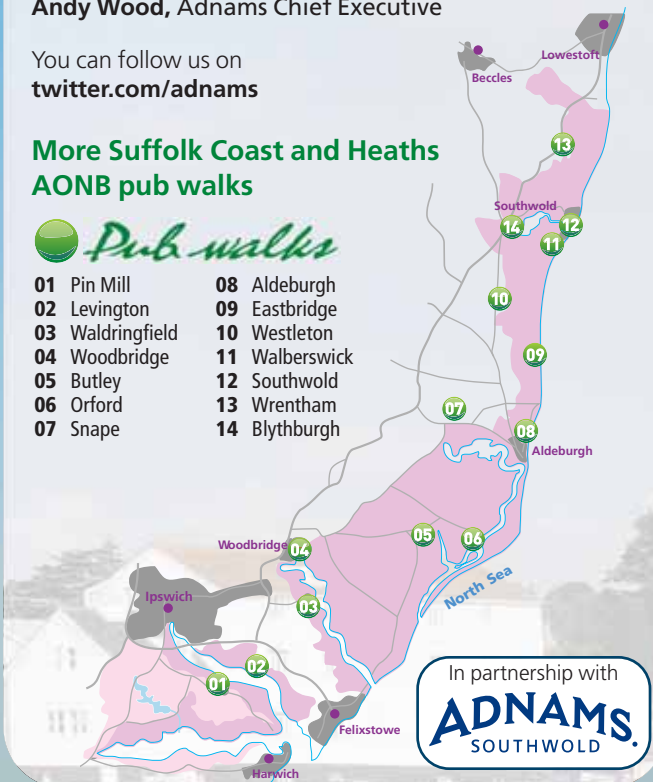 Andy Wood, Adnams Chief Executive
You can follow us on
twitter.com/adnams
More Suffolk Coast and Heaths
AONB pub walks
Pub walks
01 Pin Mill
02 Levington
03 Waldringfield
04 Woodbridge
05 Butley
06 Orford
07 Snape
08 Aldeburgh
09 Eastbridge
10 Westleton
11 Walberswick
12 Southwold
13 Wrentham
14 Blythburgh
Lowestoft
Beccles
13
Southwold
14
12
11
10
09
07
08
Aldeburgh
05
06
Woodbridge
04
North Sea
Ipswich
03
02
01
Felixstowe
Harwich
In partnership with
ADNAMS.
SOUTHWOLD